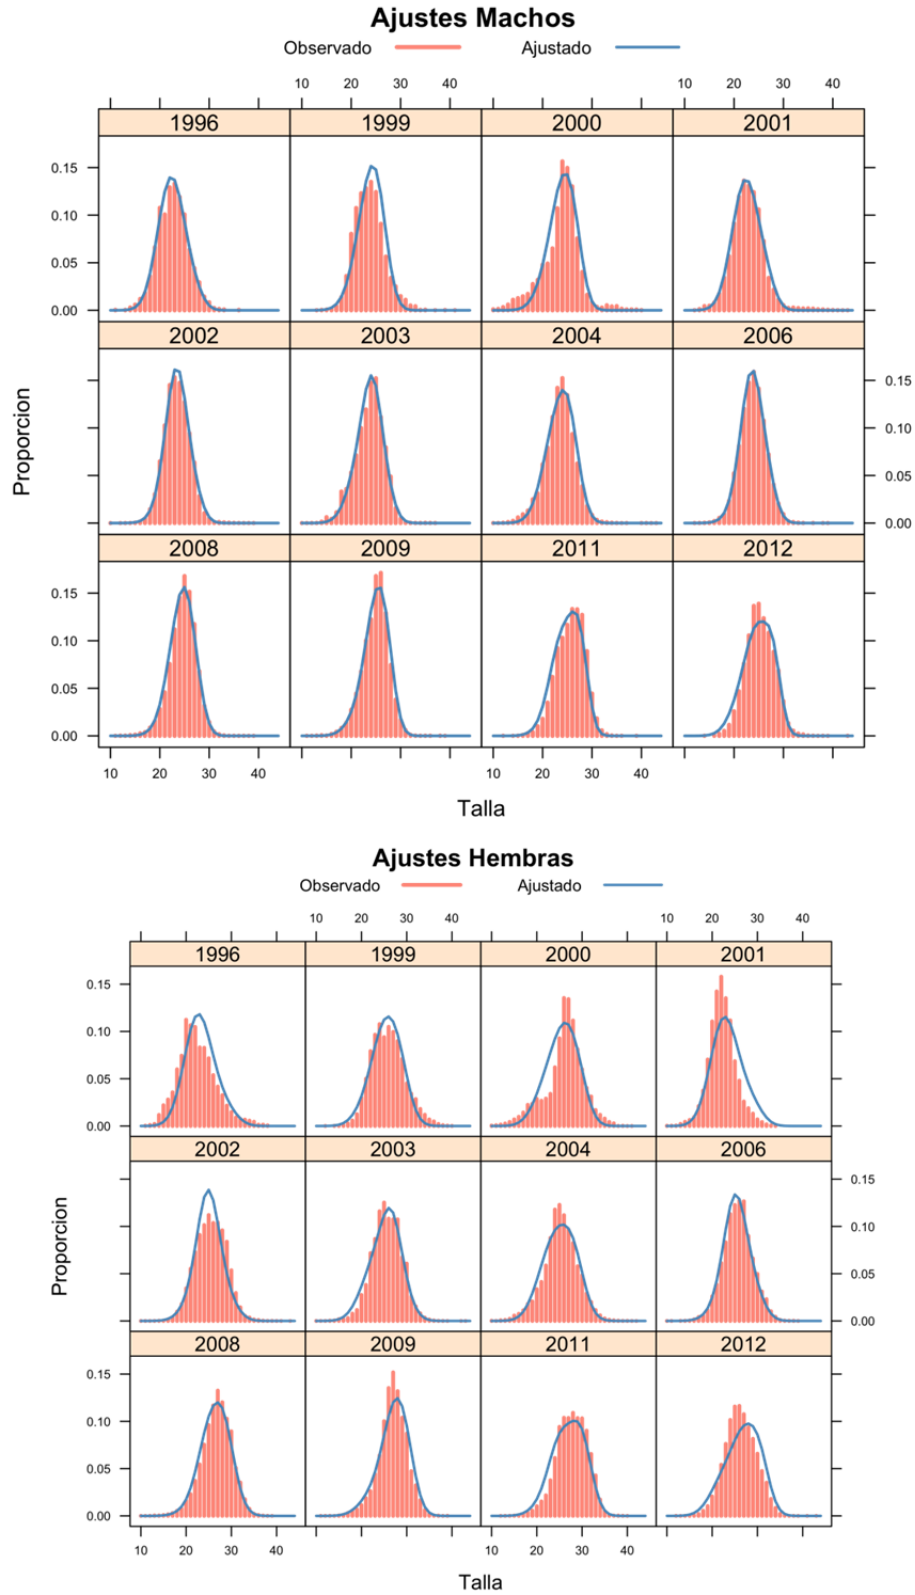 Ajustes Machos
Observado Ajustado
10 20 30 40 10 20 30 40
1996 1999 2000 2001
0.15
0.10
0.05
0.00
2002 2003 2004 2006
0.15
0.10
0.05
0.00
Proporcion
2008 2009 2011 2012
0.15
0.10
0.05
0.00
10 20 30 40 10 20 30 40
Talla
Ajustes Hembras
Observado Ajustado
10 20 30 40 10 20 30 40
1996 1999 2000 2001
0.15
0.10
0.05
0.00
2002 2003 2004 2006
0.15
0.10
0.05
0.00
Proporcion
2008 2009 2011 2012
0.15
0.10
0.05
0.00
10 20 30 40 10 20 30 40
Talla